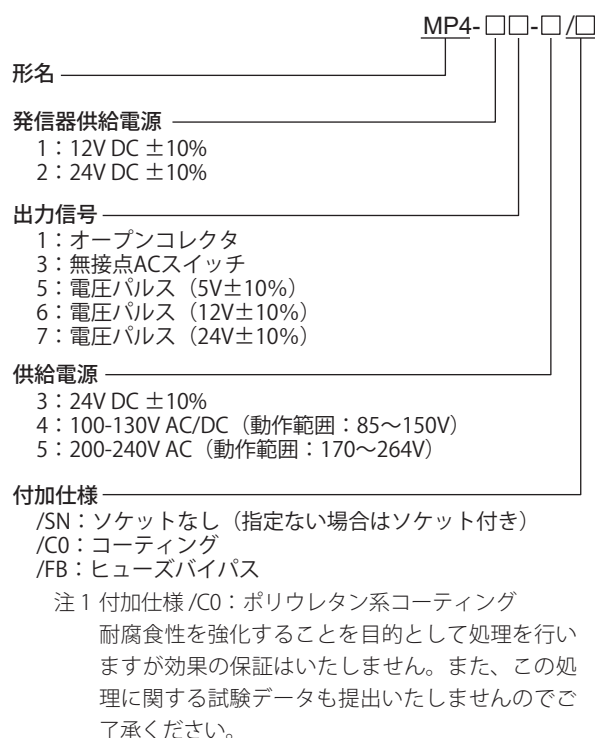 MP4-□□-□/□
形名
発信器供給電源
1：12V DC ±10%
2：24V DC ±10%
出力信号
1：オープンコレクタ
3：無接点ACスイッチ
5：電圧パルス（5V±10%）
6：電圧パルス（12V±10%）
7：電圧パルス（24V±10%）
供給電源
3：24V DC ±10%
4：100-130V AC/DC（動作範囲：85～150V）
5：200-240V AC（動作範囲：170～264V）
付加仕様
/SN：ソケットなし（指定ない場合はソケット付き）
/C0：コーティング
/FB：ヒューズバイパス
注 1 付加仕様 /C0：ポリウレタン系コーティング
耐腐食性を強化することを目的として処理を行い
ますが効果の保証はいたしません。また、この処
理に関する試験データも提出いたしませんのでご
了承ください。